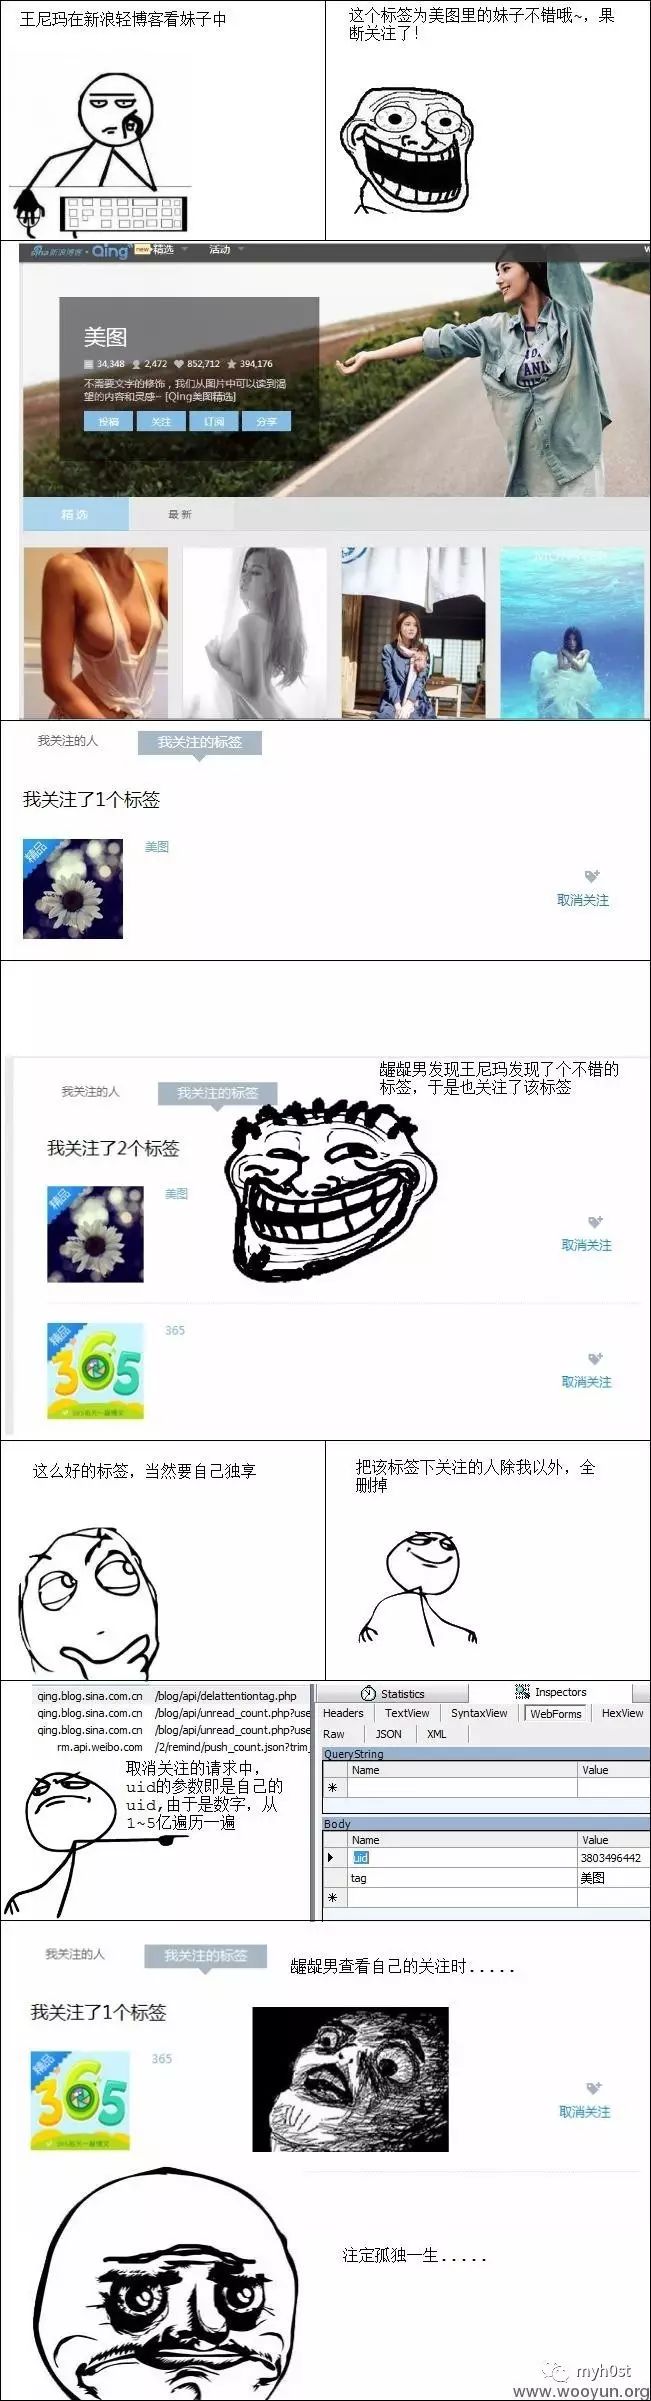 王尼玛在新浪轻博客看妹子中
这个标签为美图里的妹子不错哦~，果
断关注了！
sina新浪博客·Qing new 精选 活动
美图
34,348 2,472 852,712 394,176
不需要文字的修饰，我们从图片中可以读到渴
望的内容和灵感~ [Qing美图精选]
投稿 关注 订阅 分享
精选 最新
我关注的人 我关注的标签
我关注了1个标签
精品
美图
取消关注
龌龊男发现王尼玛发现了个不错的
标签，于是也关注了该标签
我关注的人 我关注的标签
我关注了2个标签
精品
美图
取消关注
精品
365
365
取消关注
这么好的标签，当然要自己独享
把该标签下关注的人除我以外，全
删掉
qing.blog.sina.com.cn /blog/api/delattentiontag.php
qing.blog.sina.com.cn /blog/api/unread_count.php?use
qing.blog.sina.com.cn /blog/api/unread_count.php?use
rm.api.weibo.com /2/remind/push_count.json?trim_
取消关注的请求中，
uid的参数即是自己的
uid,由于是数字，从
1~5亿遍历一遍
Statistics Inspectors
Headers TextView SyntaxView WebForms HexView
Raw JSON XML
QueryString
Name Value
Body
Name Value
uid 3803496442
tag 美图
我关注的人 我关注的标签
龌龊男查看自己的关注时.....
我关注了1个标签
精品
365
365
取消关注
注定孤独一生.....
myh0st
www.wooyun.org